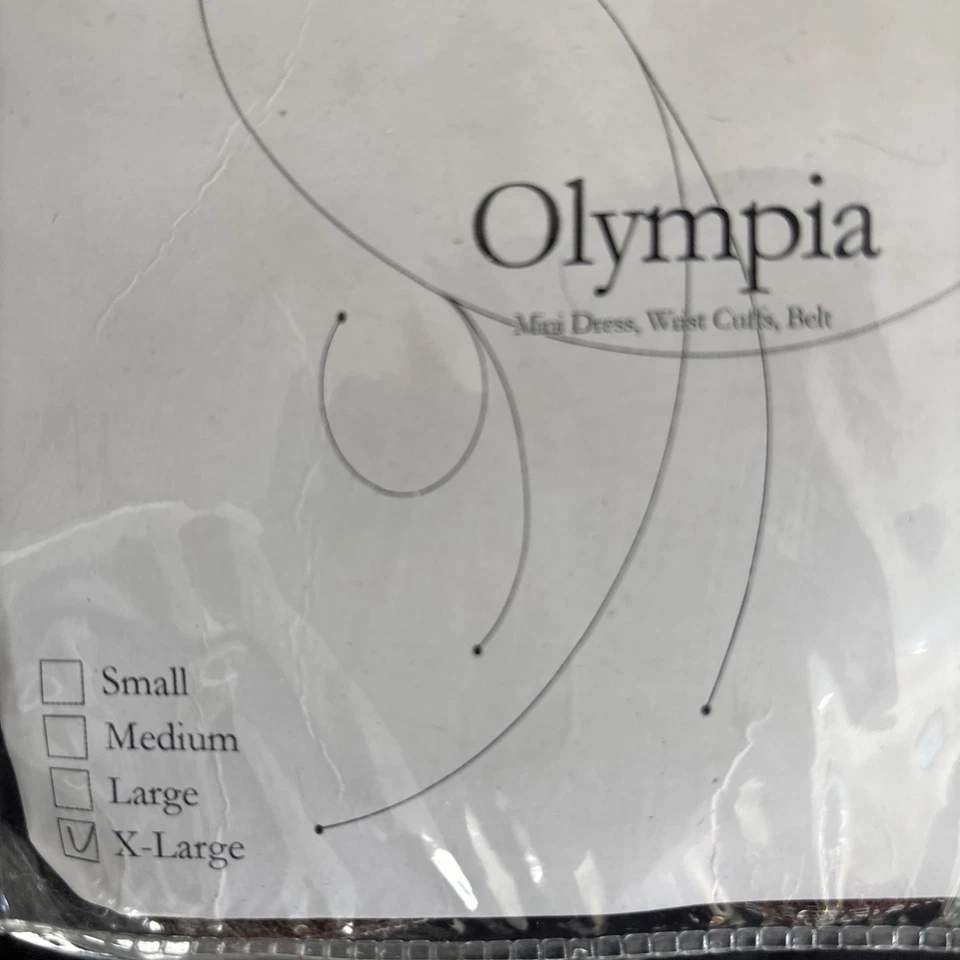 Olympia
Mini Dress, Wrist Cuffs, Belt
Small
Medium
Large
X-Large